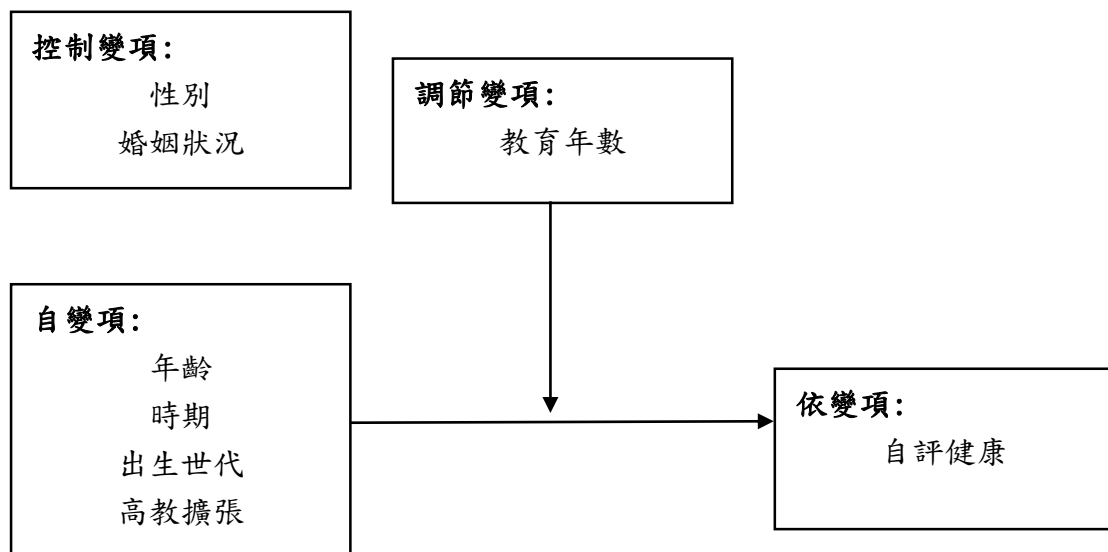 控制變項:
性別
婚姻狀況
調節變項:
教育年數
自變項:
年齡
時期
出生世代
高教擴張
依變項:
自評健康